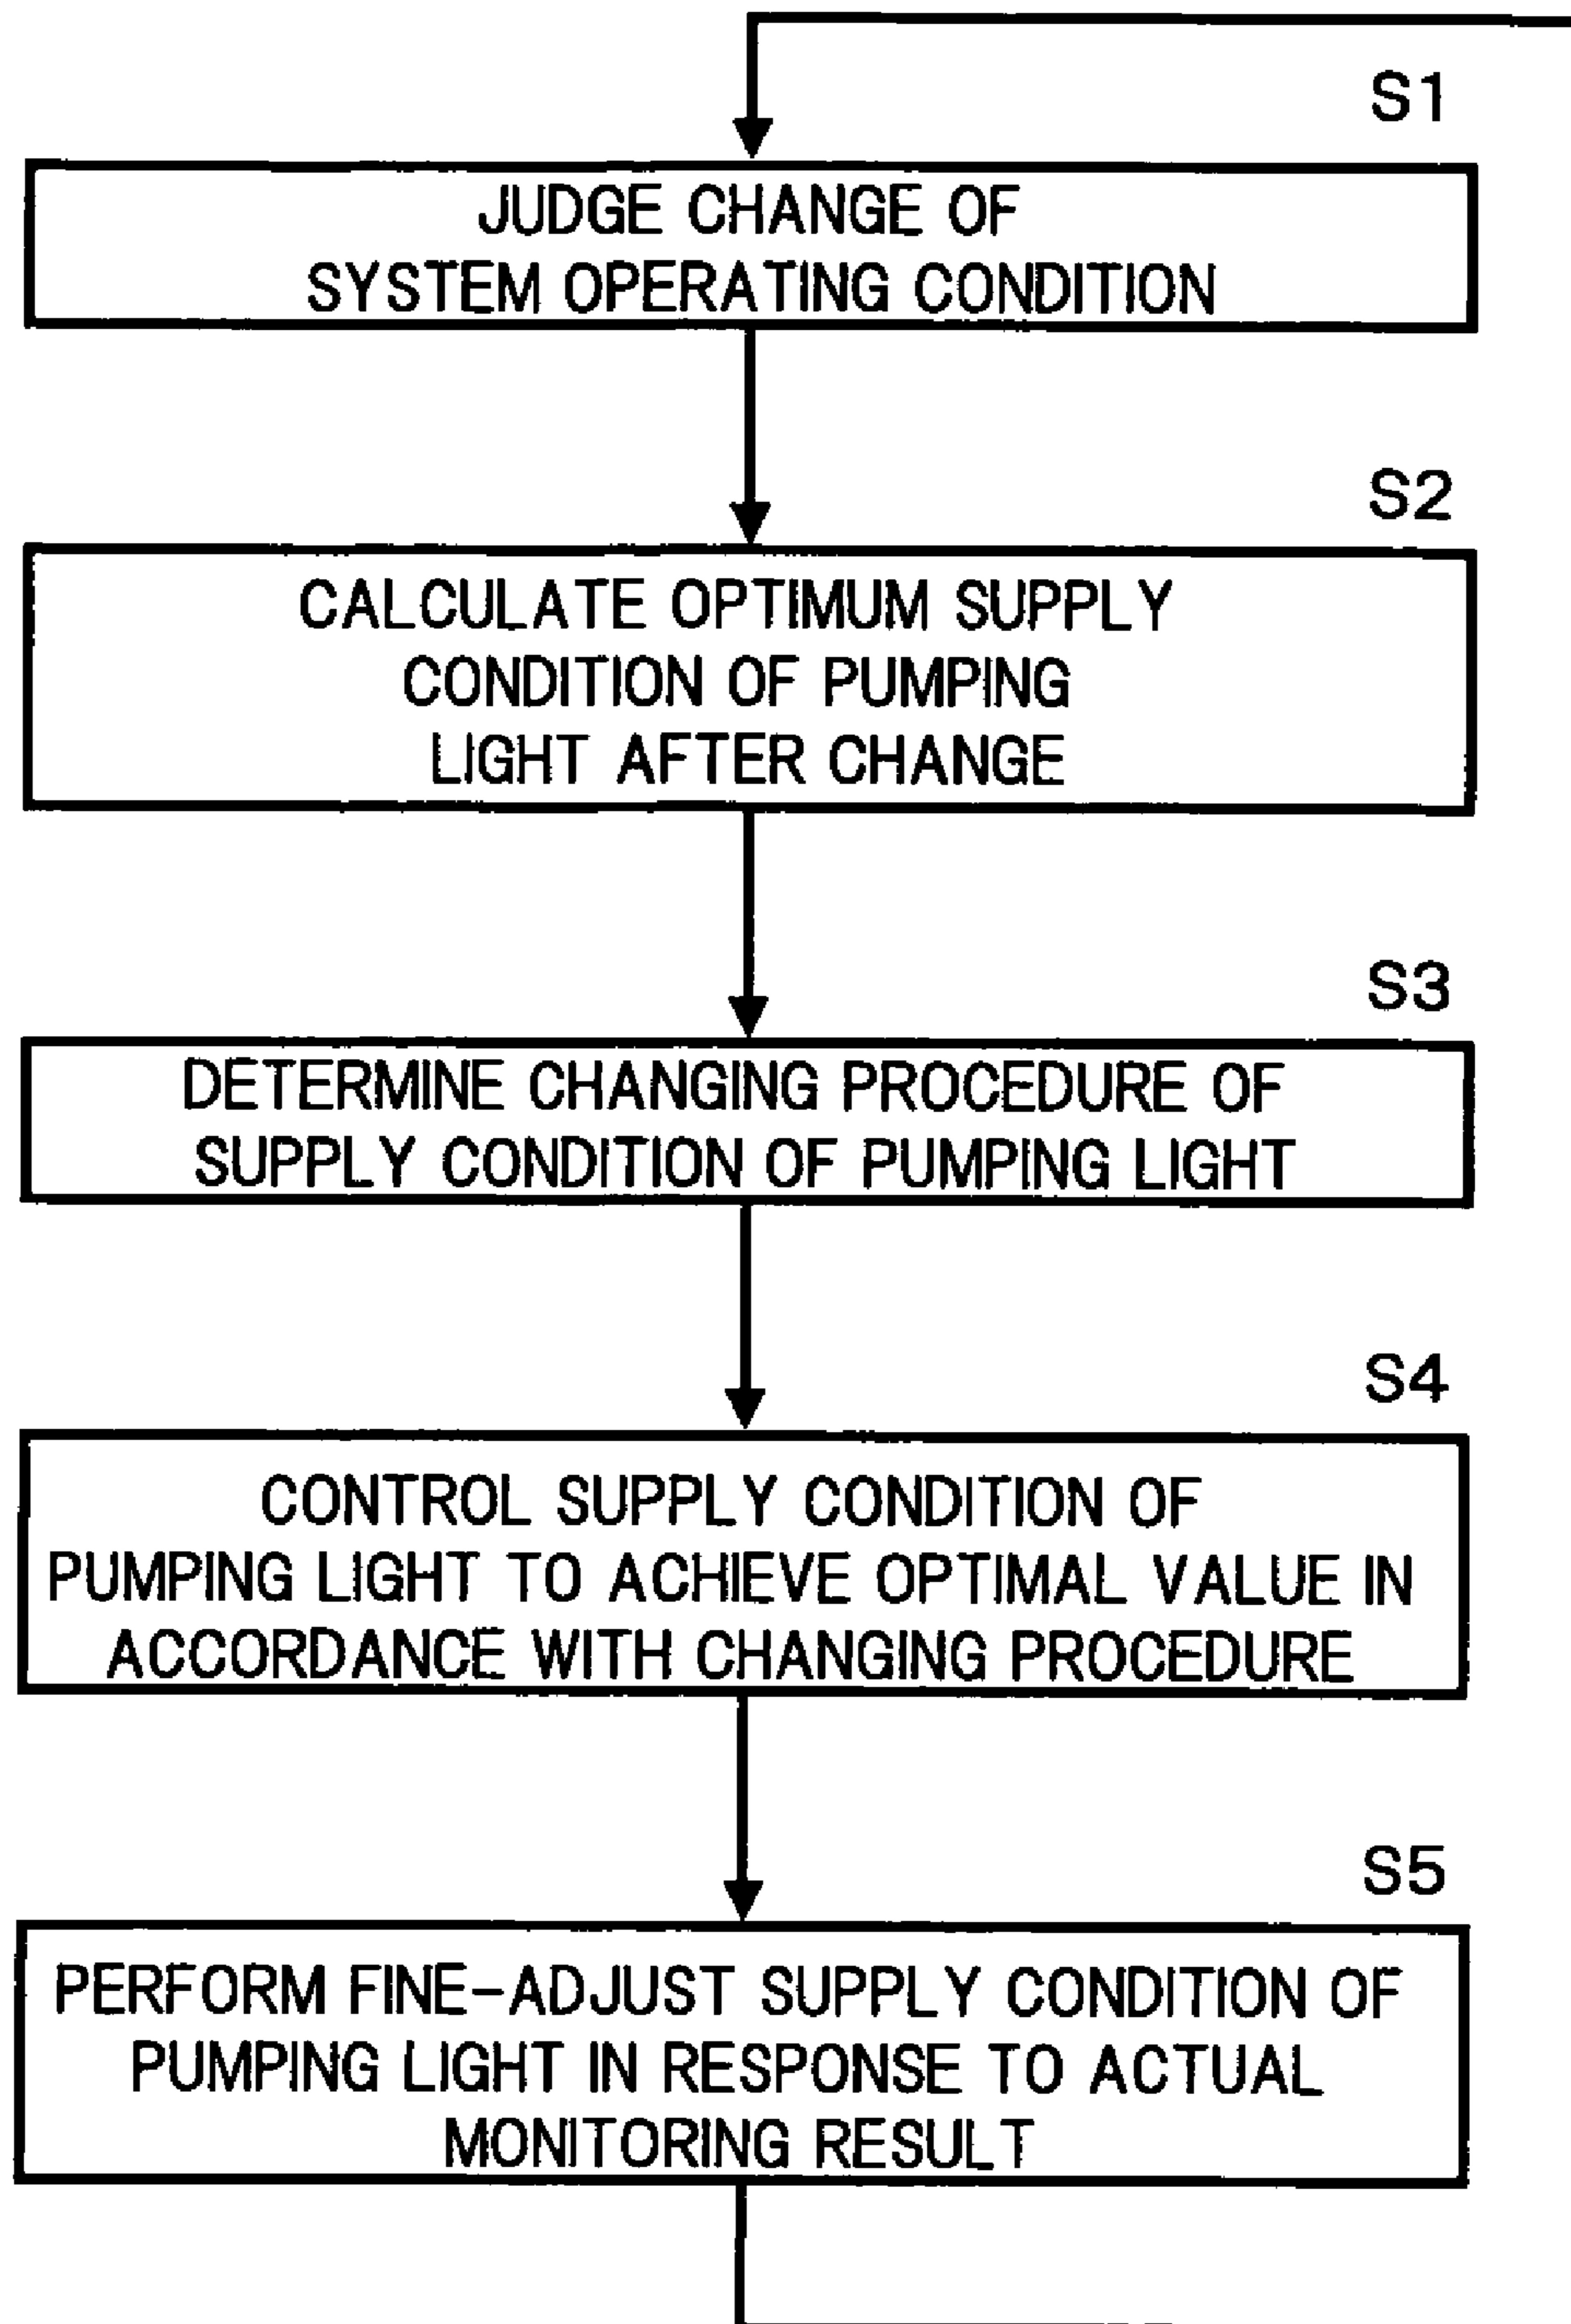 S1
JUDGE CHANGE OF
SYSTEM OPERATING CONDITION
S2
CALCULATE OPTIMUM SUPPLY
CONDITION OF PUMPING
LIGHT AFTER CHANGE
S3
DETERMINE CHANGING PROCEDURE OF
SUPPLY CONDITION OF PUMPING LIGHT
S4
CONTROL SUPPLY CONDITION OF
PUMPING LIGHT TO ACHIEVE OPTIMAL VALUE IN
ACCORDANCE WITH CHANGING PROCEDURE
S5
PERFORM FINE-ADJUST SUPPLY CONDITION OF
PUMPING LIGHT IN RESPONSE TO ACTUAL
MONITORING RESULT